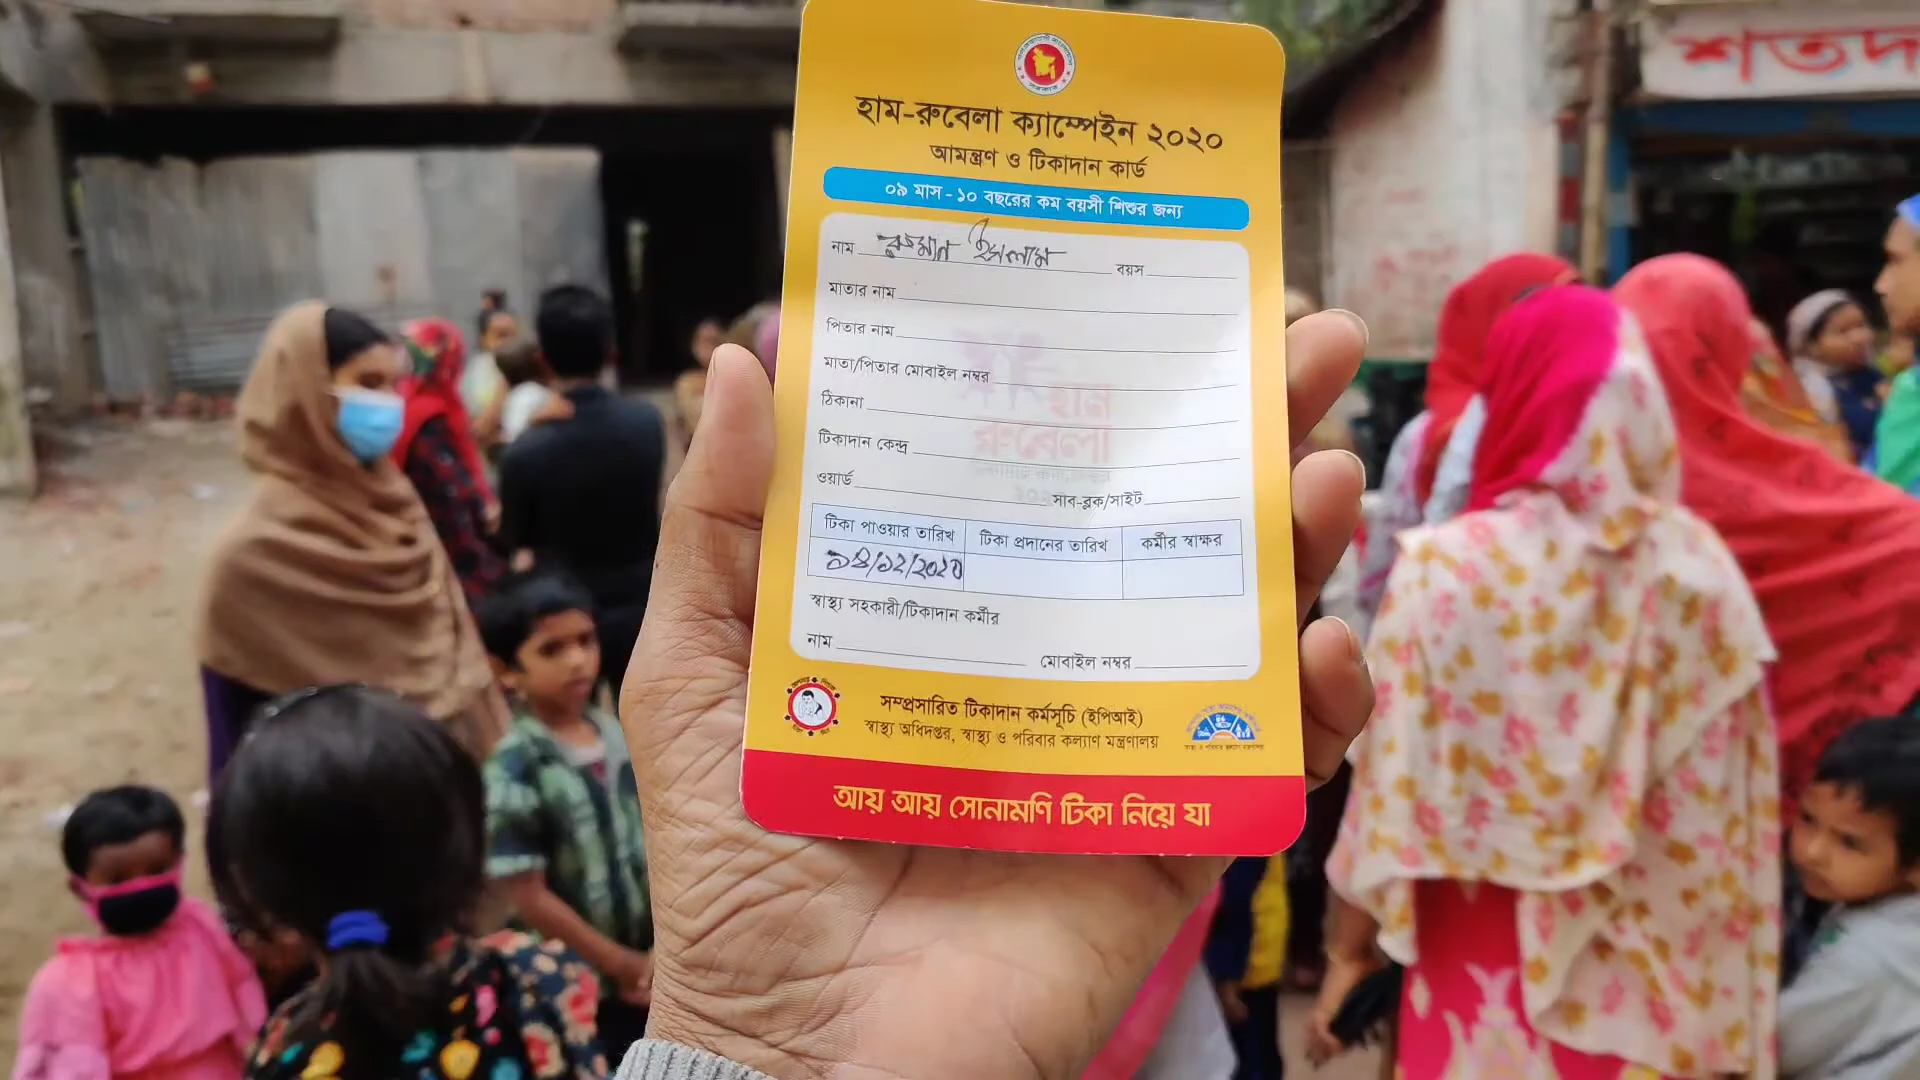 হাম-রুবেলা ক্যাম্পেইন ২০২০
আমন্ত্রণ ও টিকাদান কার্ড
০৯ মাস - ১০ বছরের কম বয়সী শিশুর জন্য
নাম রুমান ইসলাম বয়স
মাতার নাম
পিতার নাম
মাতা/পিতার মোবাইল নম্বর
ঠিকানা
টিকাদান কেন্দ্র
ওয়ার্ড সাব-ব্লক/সাইট
হাম
রুবেলা
টিকা পাওয়ার তারিখ টিকা প্রদানের তারিখ কর্মীর স্বাক্ষর
১৪/১২/২০২০
স্বাস্থ্য সহকারী/টিকাদান কর্মীর
নাম মোবাইল নম্বর
সম্প্রসারিত টিকাদান কর্মসূচি (ইপিআই)
স্বাস্থ্য অধিদপ্তর, স্বাস্থ্য ও পরিবার কল্যাণ মন্ত্রণালয়
আয় আয় সোনামণি টিকা নিয়ে যা
শতদ